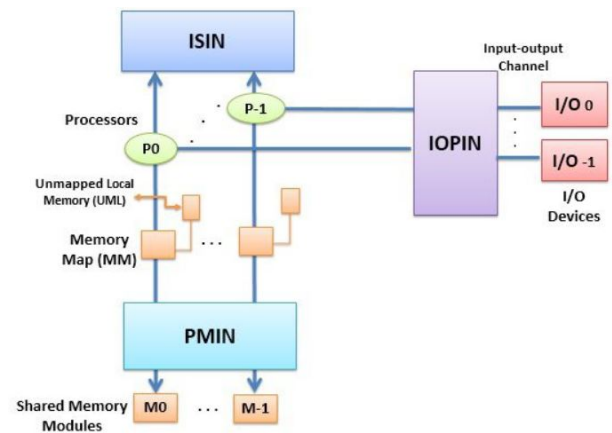 ISIN
Input-output
Channel
Processors
P-1
P0
IOPIN
I/O 0
I/O -1
I/O
Devices
Unmapped Local
Memory (UML)
Memory
Map (MM)
. . .
PMIN
Shared Memory
Modules
M0
. . .
M-1